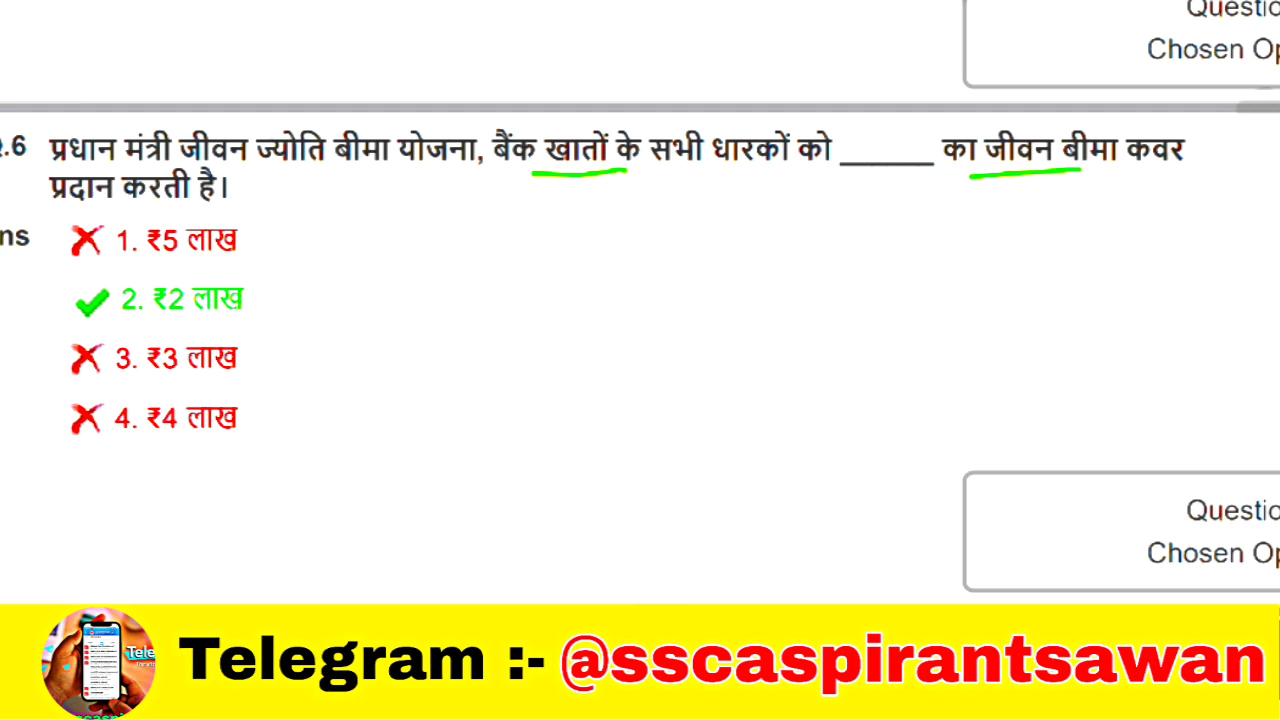 Questio
Chosen Op
.6 प्रधान मंत्री जीवन ज्योति बीमा योजना, बैंक खातों के सभी धारकों को ______ का जीवन बीमा कवर
प्रदान करती है।
ns 1. ₹5 लाख
2. ₹2 लाख
3. ₹3 लाख
4. ₹4 लाख
Questio
Chosen Op
Telegram :- @sscaspirantsawan
Tele